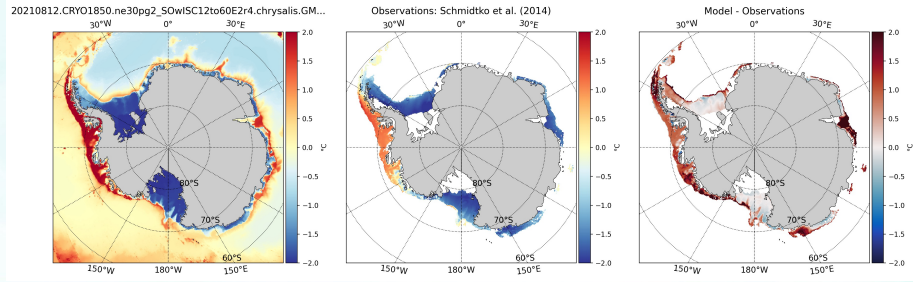 20210812.CRYO1850.ne30pg2_SOwISC12to60E2r4.chrysalis.GM...
Observations: Schmidtko et al. (2014)
Model - Observations
30°W 0° 30°E
30°W 0° 30°E
30°W 0° 30°E
2.0
1.5
1.0
0.5
0.0
−0.5
−1.0
−1.5
−2.0
°C
80°S
70°S
60°S
150°W 180°W 150°E
2.0
1.5
1.0
0.5
0.0
−0.5
−1.0
−1.5
−2.0
°C
80°S
70°S
60°S
150°W 180°W 150°E
2.0
1.5
1.0
0.5
0.0
−0.5
−1.0
−1.5
−2.0
°C
80°S
70°S
60°S
150°W 180°W 150°E